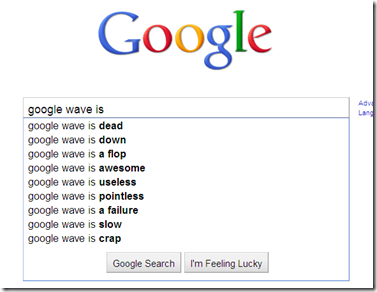 Google
google wave is
Adva
Lang
google wave is dead
google wave is down
google wave is a flop
google wave is awesome
google wave is useless
google wave is pointless
google wave is a failure
google wave is slow
google wave is crap
Google Search
I'm Feeling Lucky